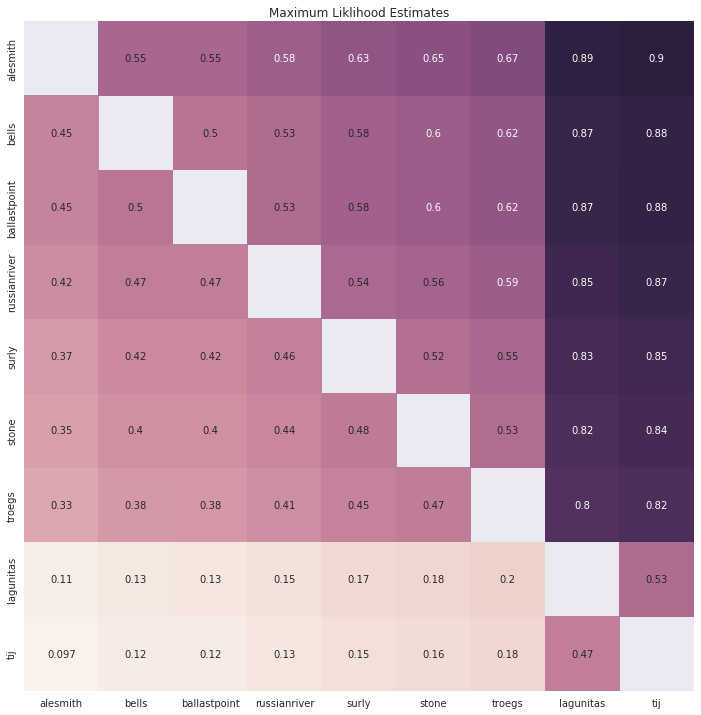 Maximum Liklihood Estimates
alesmith 0.55 0.55 0.58 0.63 0.65 0.67 0.89 0.9
bells 0.45 0.5 0.53 0.58 0.6 0.62 0.87 0.88
ballastpoint 0.45 0.5 0.53 0.58 0.6 0.62 0.87 0.88
russianriver 0.42 0.47 0.47 0.54 0.56 0.59 0.85 0.87
surly 0.37 0.42 0.42 0.46 0.52 0.55 0.83 0.85
stone 0.35 0.4 0.4 0.44 0.48 0.53 0.82 0.84
troegs 0.33 0.38 0.38 0.41 0.45 0.47 0.8 0.82
lagunitas 0.11 0.13 0.13 0.15 0.17 0.18 0.2 0.53
tij 0.097 0.12 0.12 0.13 0.15 0.16 0.18 0.47
alesmith bells ballastpoint russianriver surly stone troegs lagunitas tij